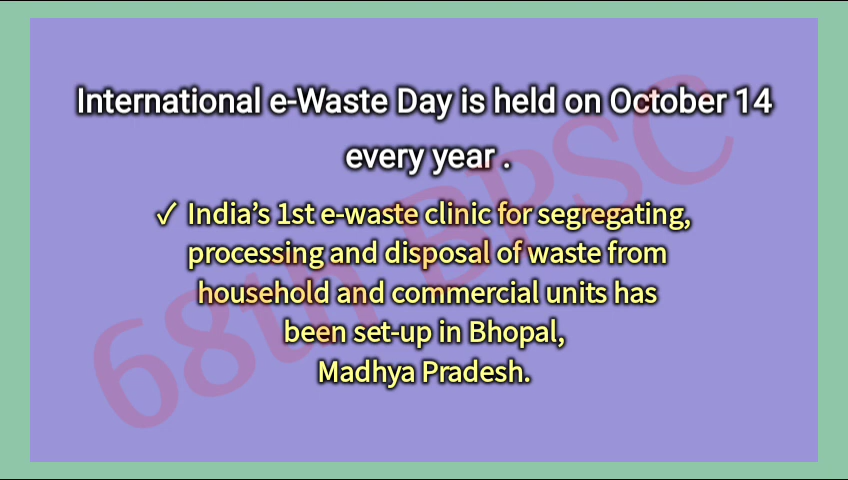 International e-Waste Day is held on October 14
every year .
✓ India’s 1st e-waste clinic for segregating,
processing and disposal of waste from
household and commercial units has
been set-up in Bhopal,
Madhya Pradesh.
68th BPSC